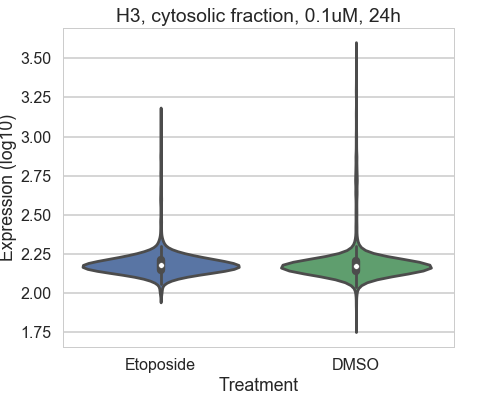 H3, cytosolic fraction, 0.1uM, 24h
Expression (log10)
3.50
3.25
3.00
2.75
2.50
2.25
2.00
1.75
Etoposide DMSO
Treatment